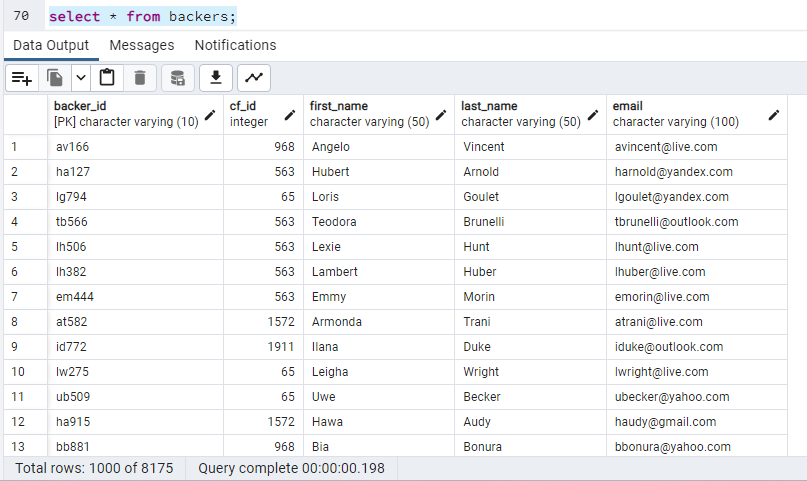 70 select * from backers;
Data Output Messages Notifications
backer_id cf_id first_name last_name email
[PK] character varying (10) integer character varying (50) character varying (50) character varying (100)
1 av166 968 Angelo Vincent avincent@live.com
2 ha127 563 Hubert Arnold harnold@yandex.com
3 lg794 65 Loris Goulet lgoulet@yandex.com
4 tb566 563 Teodora Brunelli tbrunelli@outlook.com
5 lh506 563 Lexie Hunt lhunt@live.com
6 lh382 563 Lambert Huber lhuber@live.com
7 em444 563 Emmy Morin emorin@live.com
8 at582 1572 Armonda Trani atrani@live.com
9 id772 1911 Ilana Duke iduke@outlook.com
10 lw275 65 Leigha Wright lwright@live.com
11 ub509 65 Uwe Becker ubecker@yahoo.com
12 ha915 1572 Hawa Audy haudy@gmail.com
13 bb881 968 Bia Bonura bbonura@yahoo.com
Total rows: 1000 of 8175 Query complete 00:00:00.198